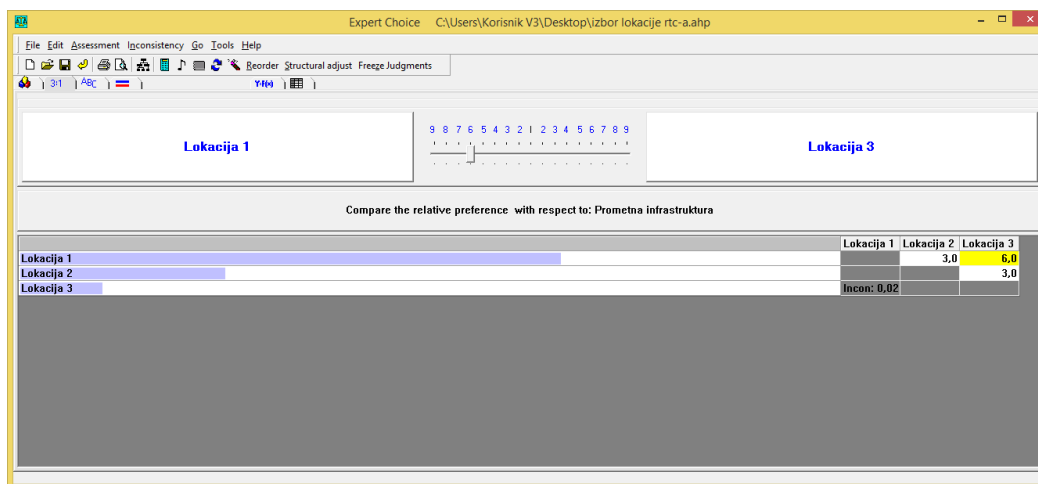 Expert Choice C:\Users\Korisnik V3\Desktop\izbor lokacije rtc-a.ahp
File Edit Assessment Inconsistency Go Tools Help
Reorder Structural adjust Freeze Judgments
3:1 ABC Y-f(x)
9 8 7 6 5 4 3 2 1 2 3 4 5 6 7 8 9
Lokacija 1 Lokacija 3
Compare the relative preference with respect to: Prometna infrastruktura
Lokacija 1 Lokacija 2 Lokacija 3
Lokacija 1 3,0 6,0
Lokacija 2 3,0
Lokacija 3 Incon: 0,02